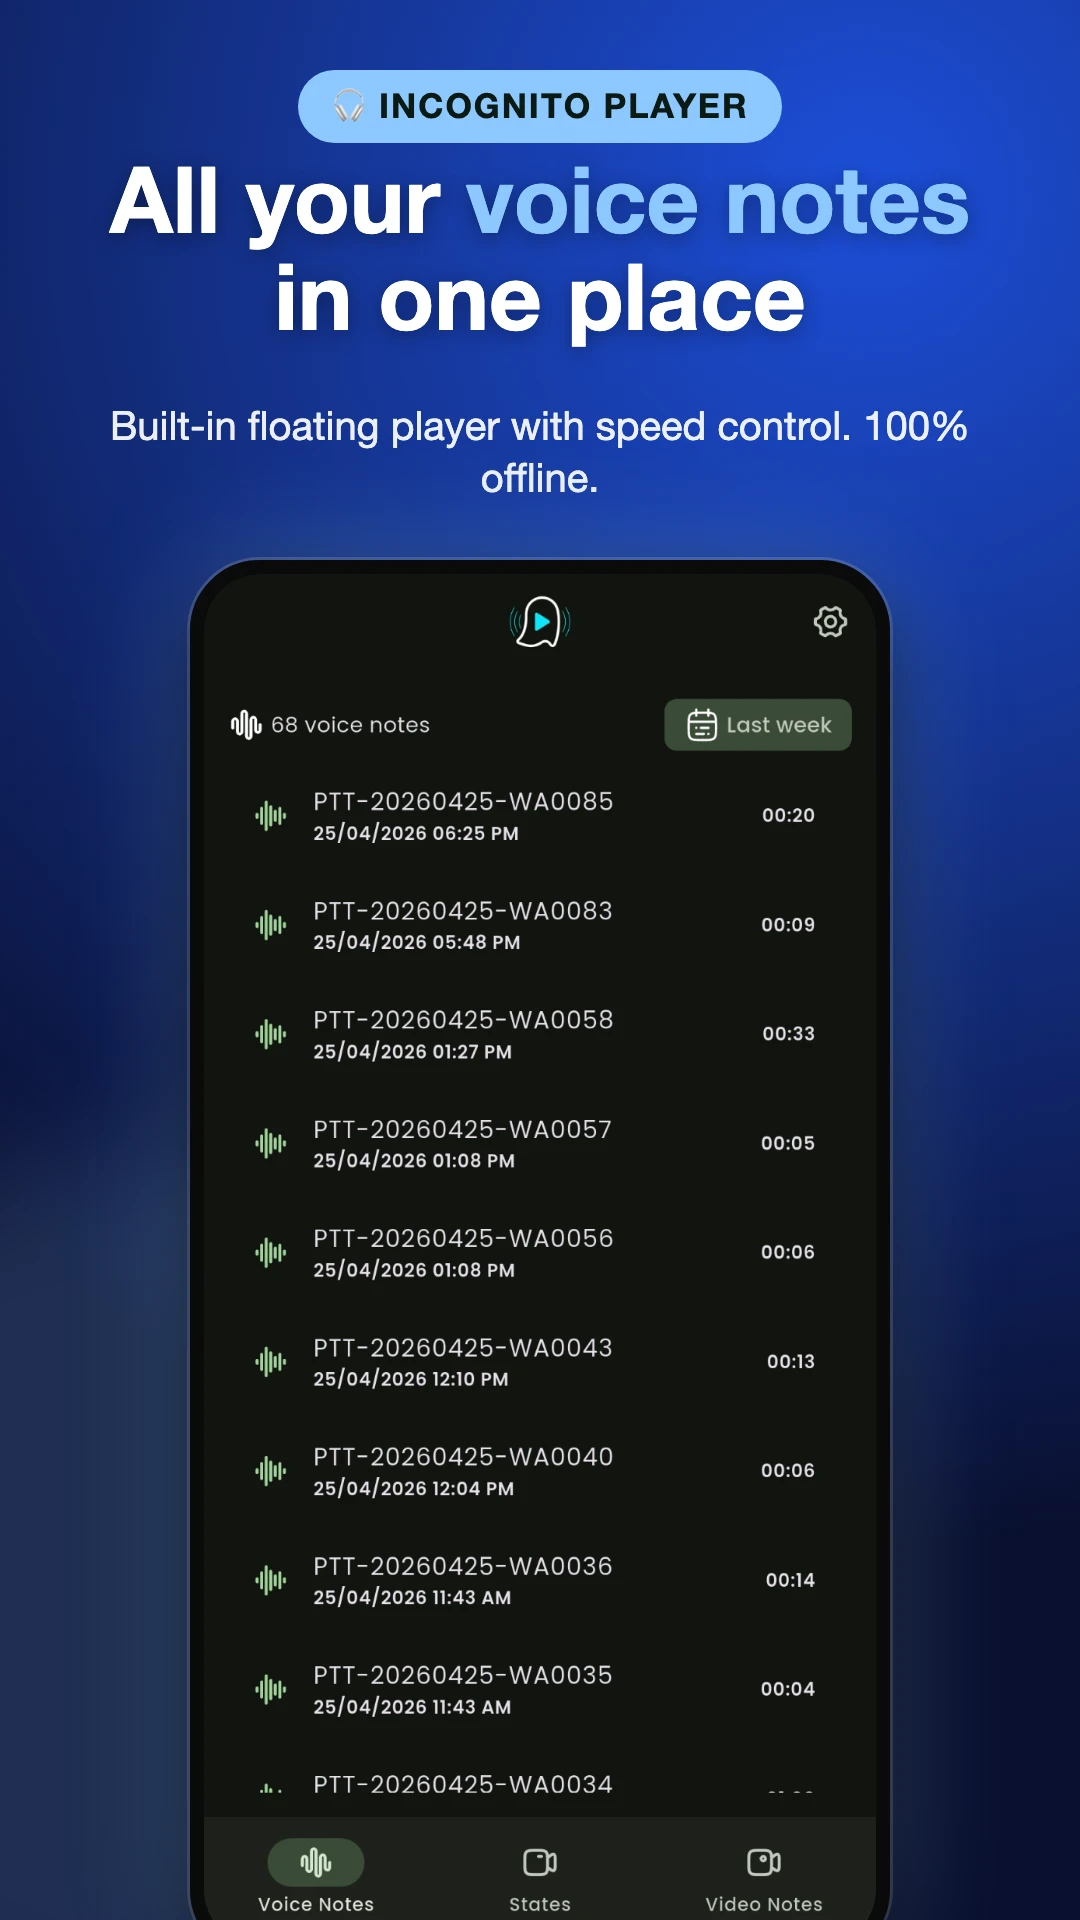 🎧 INCOGNITO PLAYER
All your voice notes
in one place
Built-in floating player with speed control. 100%
offline.
68 voice notes
Last week
PTT-20260425-WA0085
25/04/2026 06:25 PM
00:20
PTT-20260425-WA0083
25/04/2026 05:48 PM
00:09
PTT-20260425-WA0058
25/04/2026 01:27 PM
00:33
PTT-20260425-WA0057
25/04/2026 01:08 PM
00:05
PTT-20260425-WA0056
25/04/2026 01:08 PM
00:06
PTT-20260425-WA0043
25/04/2026 12:10 PM
00:13
PTT-20260425-WA0040
25/04/2026 12:04 PM
00:06
PTT-20260425-WA0036
25/04/2026 11:43 AM
00:14
PTT-20260425-WA0035
25/04/2026 11:43 AM
00:04
PTT-20260425-WA0034
Voice Notes
States
Video Notes